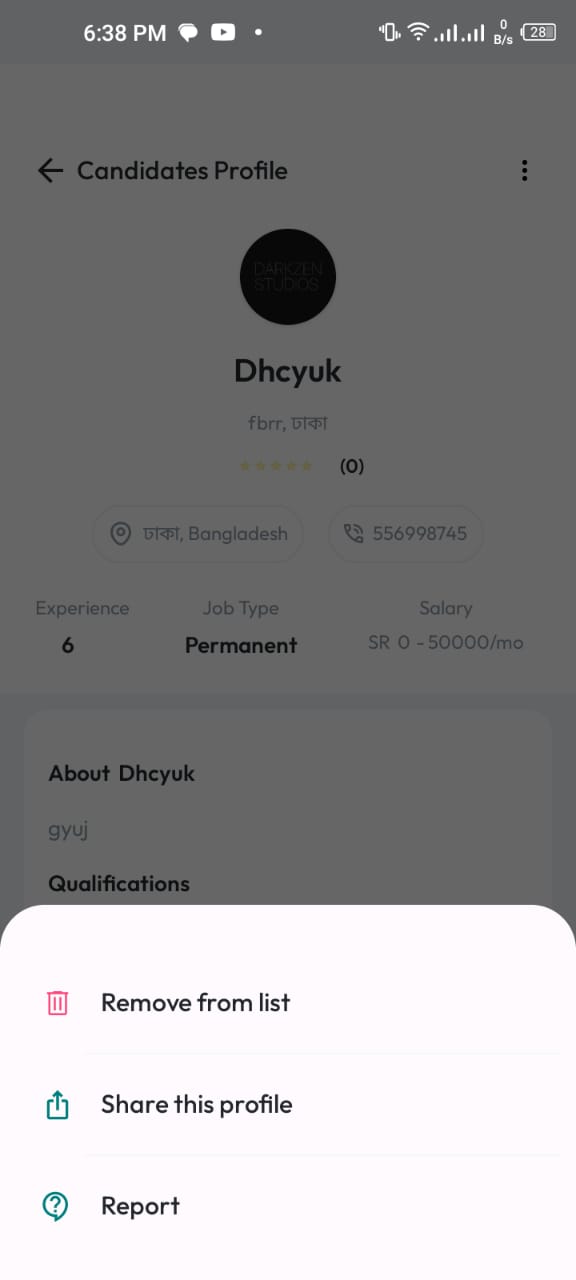 6:38 PM
0
B/s
28
Candidates Profile
DARKZEN
STUDIOS
Dhcyuk
fbrr, ঢাকা
(0)
ঢাকা, Bangladesh
556998745
Experience
Job Type
Salary
6
Permanent
SR 0 - 50000/mo
About Dhcyuk
gyuj
Qualifications
Remove from list
Share this profile
Report